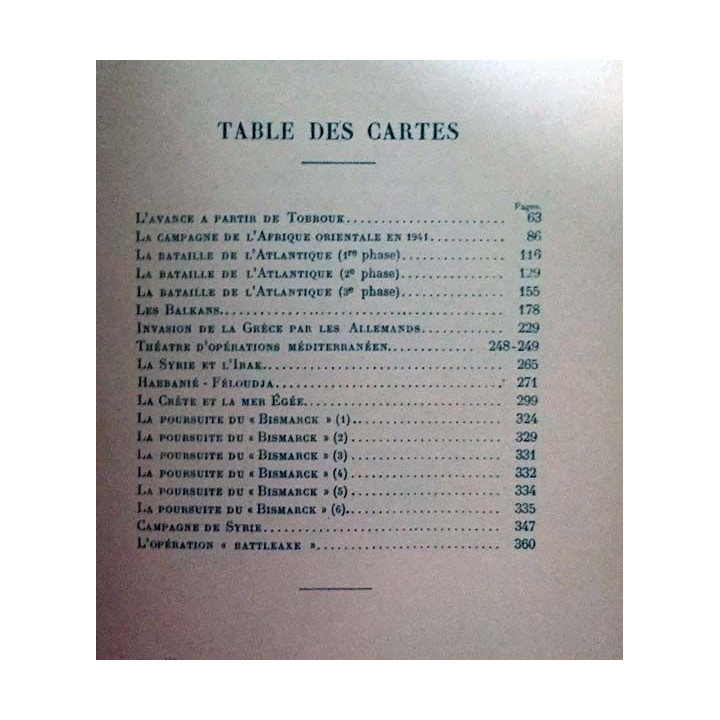 TABLE DES CARTES
Pages.
L'AVANCE A PARTIR DE TOBROUK........................ 63
LA CAMPAGNE DE L'AFRIQUE ORIENTALE EN 1941........... 86
LA BATAILLE DE L'ATLANTIQUE (1re phase)............... 116
LA BATAILLE DE L'ATLANTIQUE (2e phase)............... 129
LA BATAILLE DE L'ATLANTIQUE (3e phase)............... 155
LES BALKANS........................................ 178
INVASION DE LA GRÈCE PAR LES ALLEMANDS............ 229
THÉATRE D'OPÉRATIONS MÉDITERRANÉEN............ 248-249
LA SYRIE ET L'IRAK.................................. 265
HABBANIÉ - FÉLOUDJA................................ 271
LA CRÈTE ET LA MER ÉGÉE............................ 299
LA POURSUITE DU « BISMARCK » (1)..................... 324
LA POURSUITE DU « BISMARCK » (2)..................... 329
LA POURSUITE DU « BISMARCK » (3)..................... 331
LA POURSUITE DU « BISMARCK » (4)..................... 332
LA POURSUITE DU « BISMARCK » (5)..................... 334
LA POURSUITE DU « BISMARCK » (6)..................... 335
CAMPAGNE DE SYRIE.................................. 347
L'OPÉRATION « BATTLEAXE »........................... 360